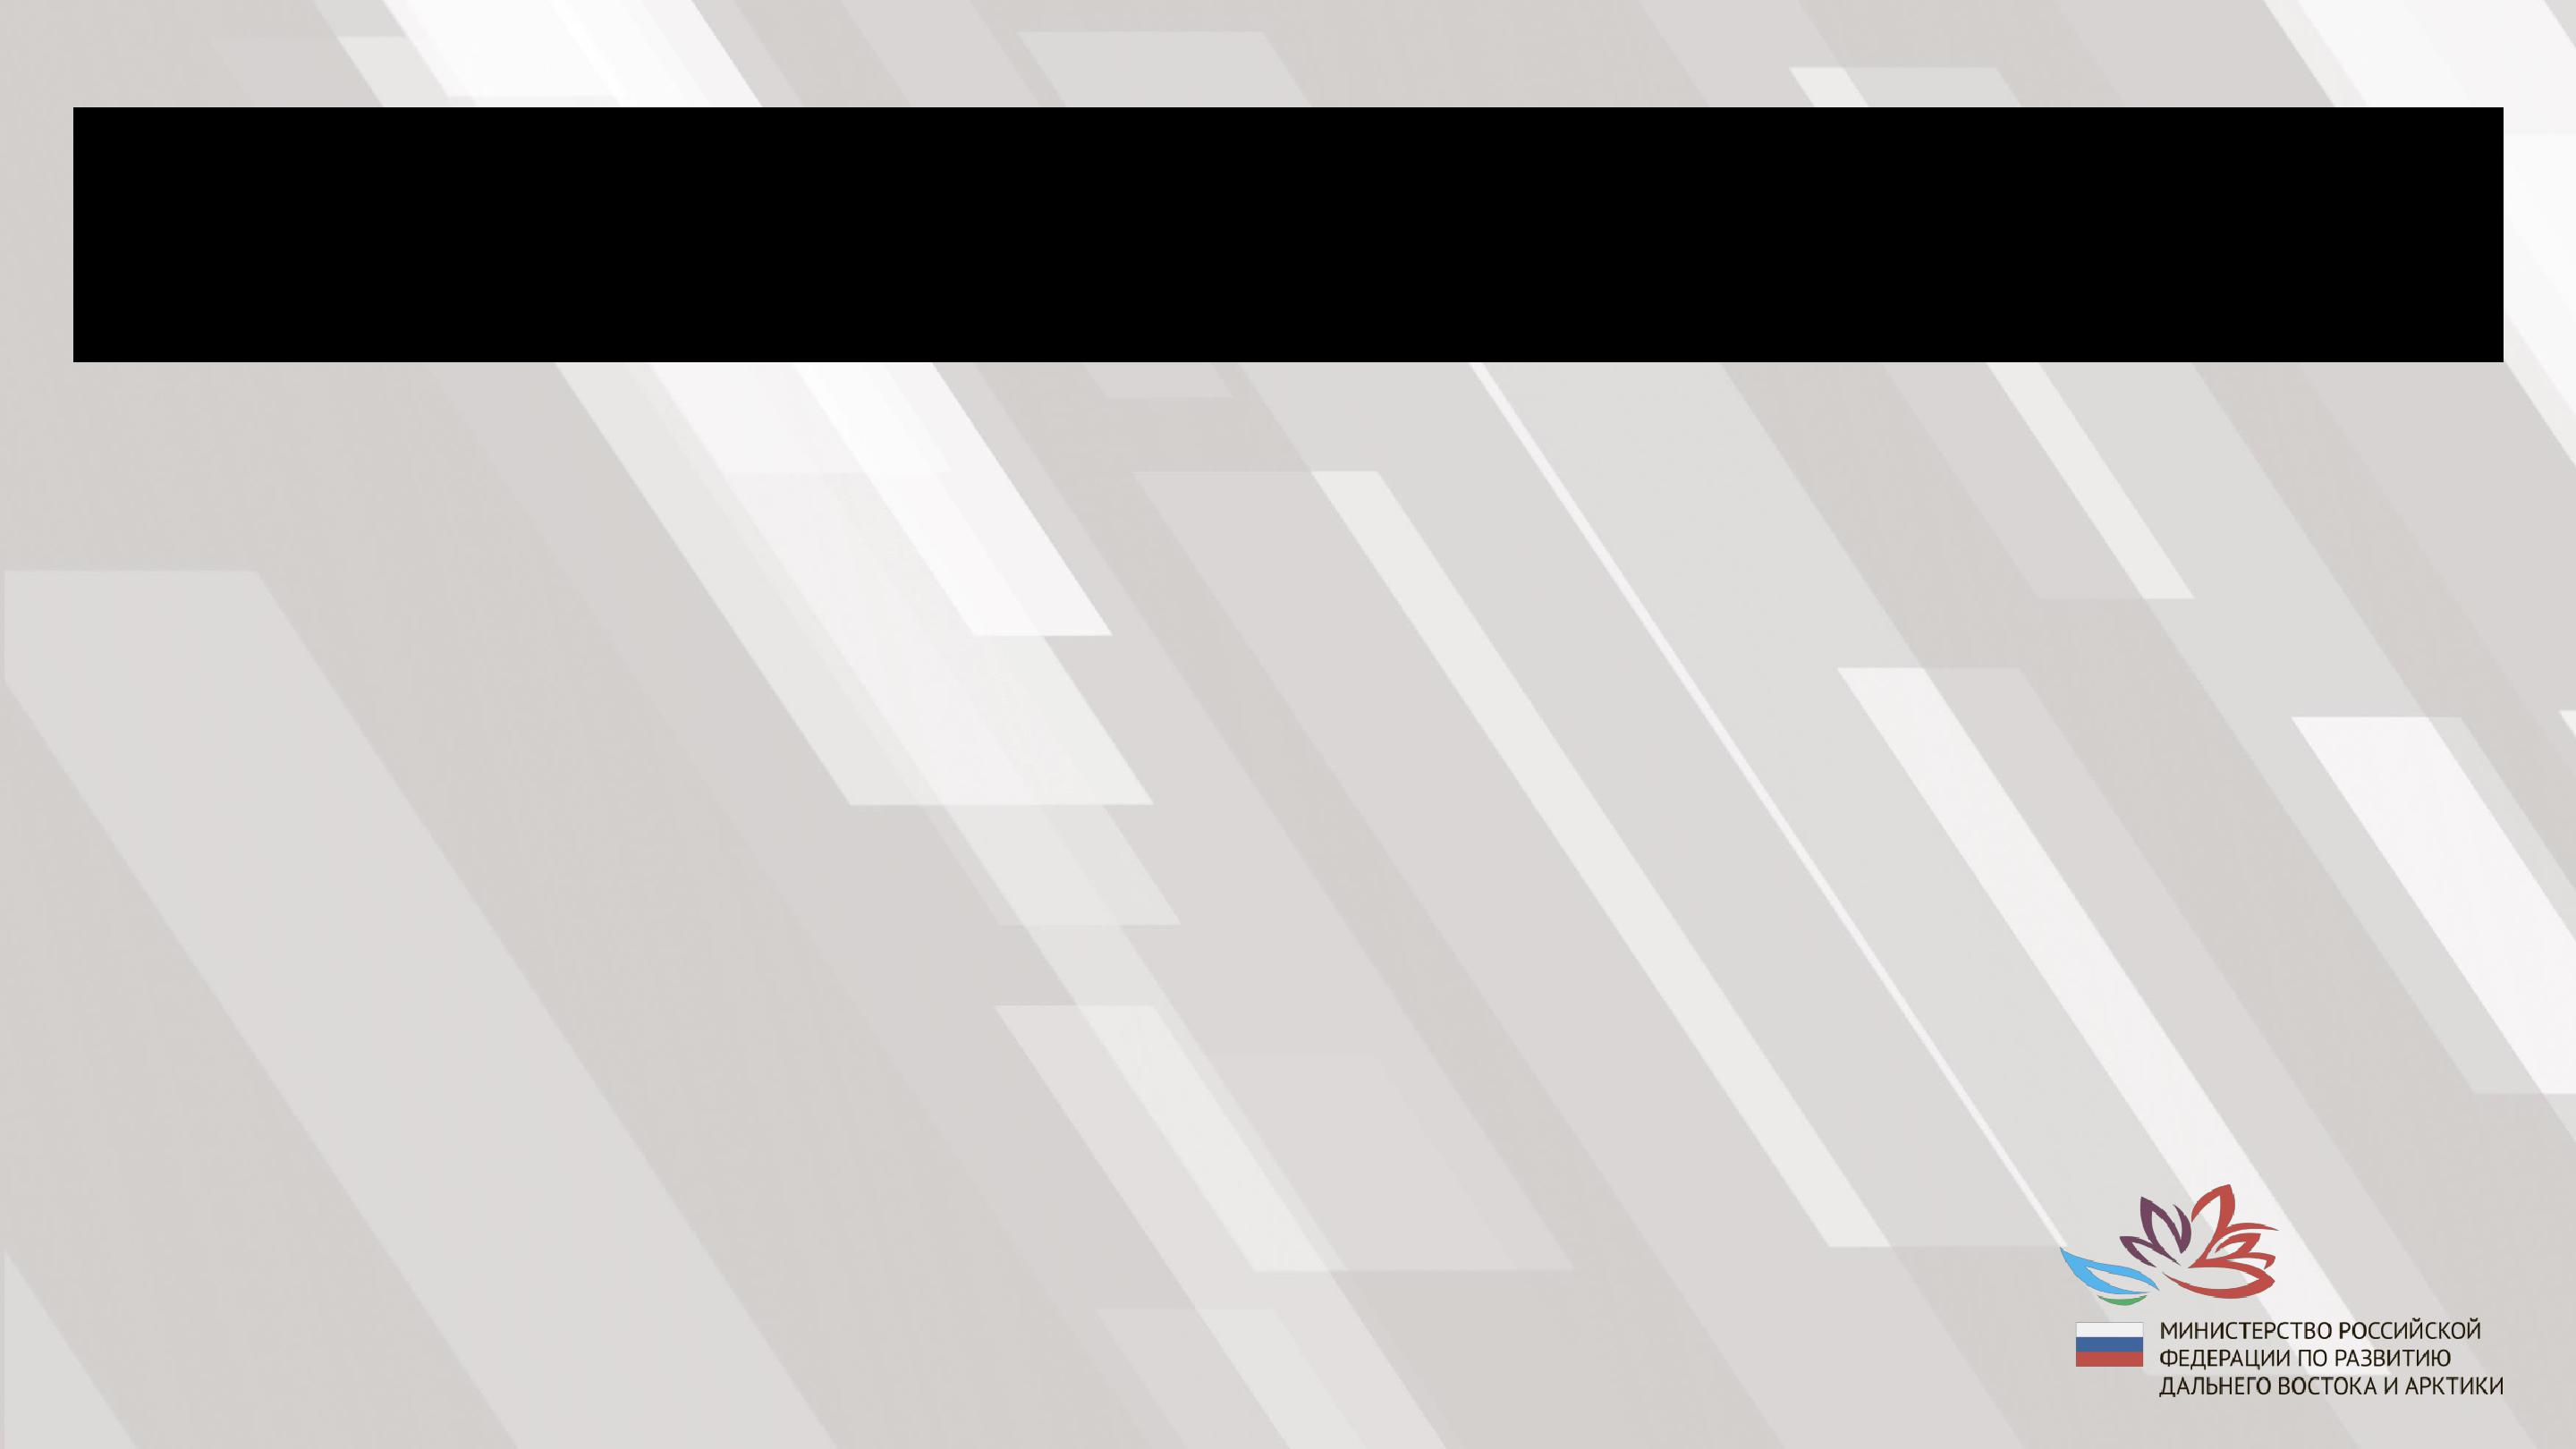 МИНИСТЕРСТВО РОССИЙСКОЙ
ФЕДЕРАЦИИ ПО РАЗВИТИЮ
ДАЛЬНЕГО ВОСТОКА И АРКТИКИ